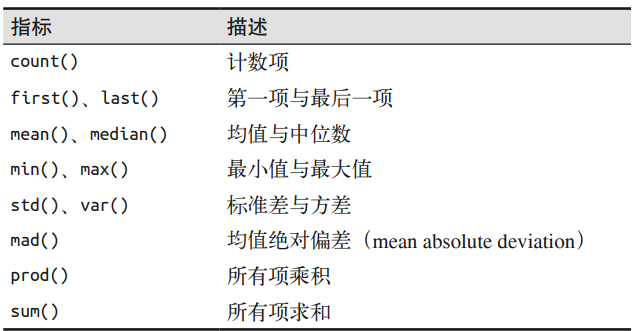 指标 描述
count() 计数项
first()、last() 第一项与最后一项
mean()、median() 均值与中位数
min()、max() 最小值与最大值
std()、var() 标准差与方差
mad() 均值绝对偏差（mean absolute deviation）
prod() 所有项乘积
sum() 所有项求和